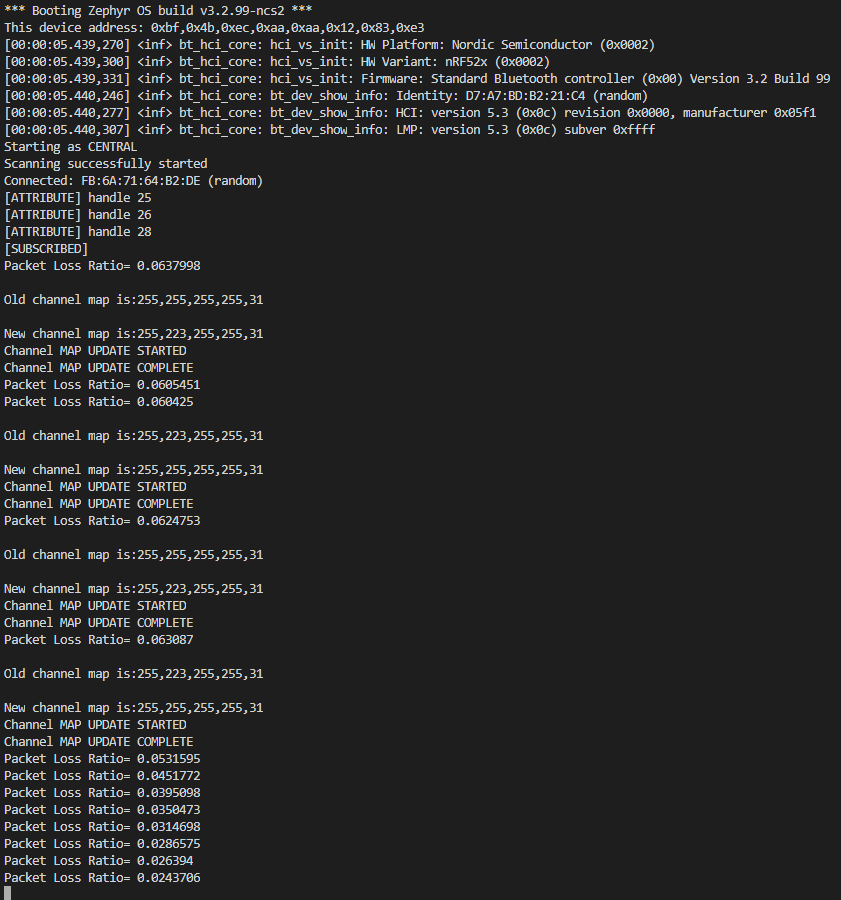 *** Booting Zephyr OS build v3.2.99-ncs2 ***
This device address: 0xbf,0x4b,0xec,0xaa,0xaa,0x12,0x83,0xe3
[00:00:05.439,270] <inf> bt_hci_core: hci_vs_init: HW Platform: Nordic Semiconductor (0x0002)
[00:00:05.439,300] <inf> bt_hci_core: hci_vs_init: HW Variant: nRF52x (0x0002)
[00:00:05.439,331] <inf> bt_hci_core: hci_vs_init: Firmware: Standard Bluetooth controller (0x00) Version 3.2 Build 99
[00:00:05.440,246] <inf> bt_hci_core: bt_dev_show_info: Identity: D7:A7:BD:B2:21:C4 (random)
[00:00:05.440,277] <inf> bt_hci_core: bt_dev_show_info: HCI: version 5.3 (0x0c) revision 0x0000, manufacturer 0x05f1
[00:00:05.440,307] <inf> bt_hci_core: bt_dev_show_info: LMP: version 5.3 (0x0c) subver 0xffff
Starting as CENTRAL
Scanning successfully started
Connected: FB:6A:71:64:B2:DE (random)
[ATTRIBUTE] handle 25
[ATTRIBUTE] handle 26
[ATTRIBUTE] handle 28
[SUBSCRIBED]
Packet Loss Ratio= 0.0637998
Old channel map is:255,255,255,255,31
New channel map is:255,223,255,255,31
Channel MAP UPDATE STARTED
Channel MAP UPDATE COMPLETE
Packet Loss Ratio= 0.0605451
Packet Loss Ratio= 0.060425
Old channel map is:255,223,255,255,31
New channel map is:255,255,255,255,31
Channel MAP UPDATE STARTED
Channel MAP UPDATE COMPLETE
Packet Loss Ratio= 0.0624753
Old channel map is:255,255,255,255,31
New channel map is:255,223,255,255,31
Channel MAP UPDATE STARTED
Channel MAP UPDATE COMPLETE
Packet Loss Ratio= 0.063087
Old channel map is:255,223,255,255,31
New channel map is:255,255,255,255,31
Channel MAP UPDATE STARTED
Channel MAP UPDATE COMPLETE
Packet Loss Ratio= 0.0531595
Packet Loss Ratio= 0.0451772
Packet Loss Ratio= 0.0395098
Packet Loss Ratio= 0.0350473
Packet Loss Ratio= 0.0314698
Packet Loss Ratio= 0.0286575
Packet Loss Ratio= 0.026394
Packet Loss Ratio= 0.0243706